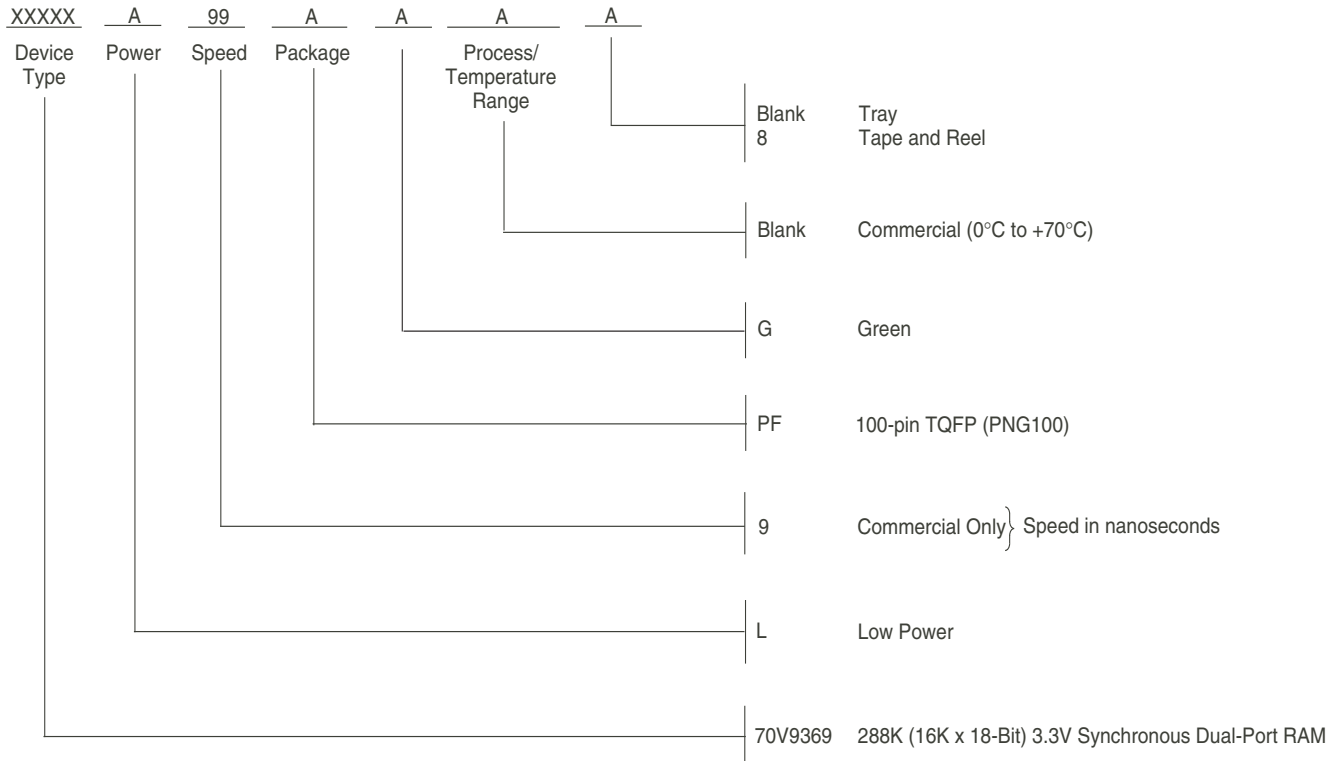 XXXXX A 99 A A A A
Device Type Power Speed Package Process/ Temperature Range
Blank Tray
8 Tape and Reel
Blank Commercial (0°C to +70°C)
G Green
PF 100-pin TQFP (PNG100)
9 Commercial Only} Speed in nanoseconds
L Low Power
70V9369 288K (16K x 18-Bit) 3.3V Synchronous Dual-Port RAM